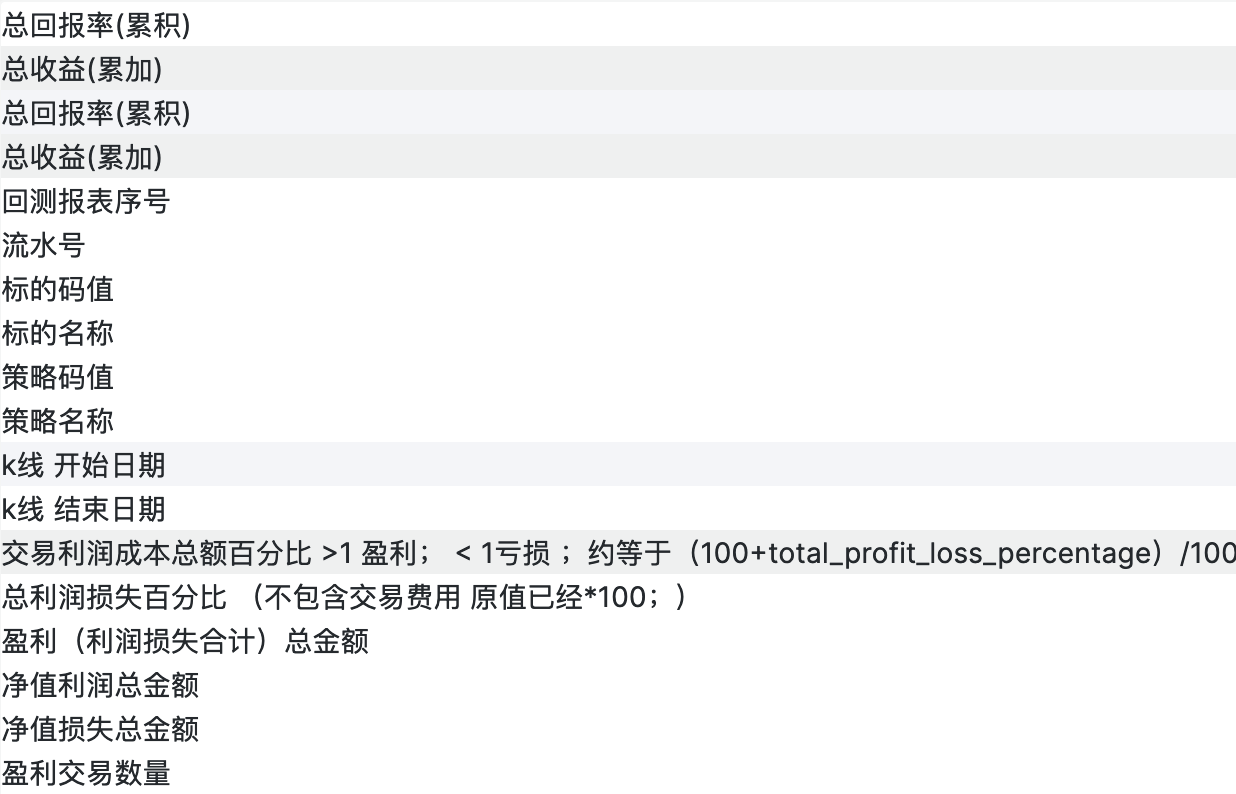 总回报率(累积)
总收益(累加)
总回报率(累积)
总收益(累加)
回测报表序号
流水号
标的码值
标的名称
策略码值
策略名称
k线 开始日期
k线 结束日期
交易利润成本总额百分比 >1 盈利； < 1亏损 ；约等于（100+total_profit_loss_percentage）/100
总利润损失百分比 （不包含交易费用 原值已经*100；）
盈利（利润损失合计）总金额
净值利润总金额
净值损失总金额
盈利交易数量